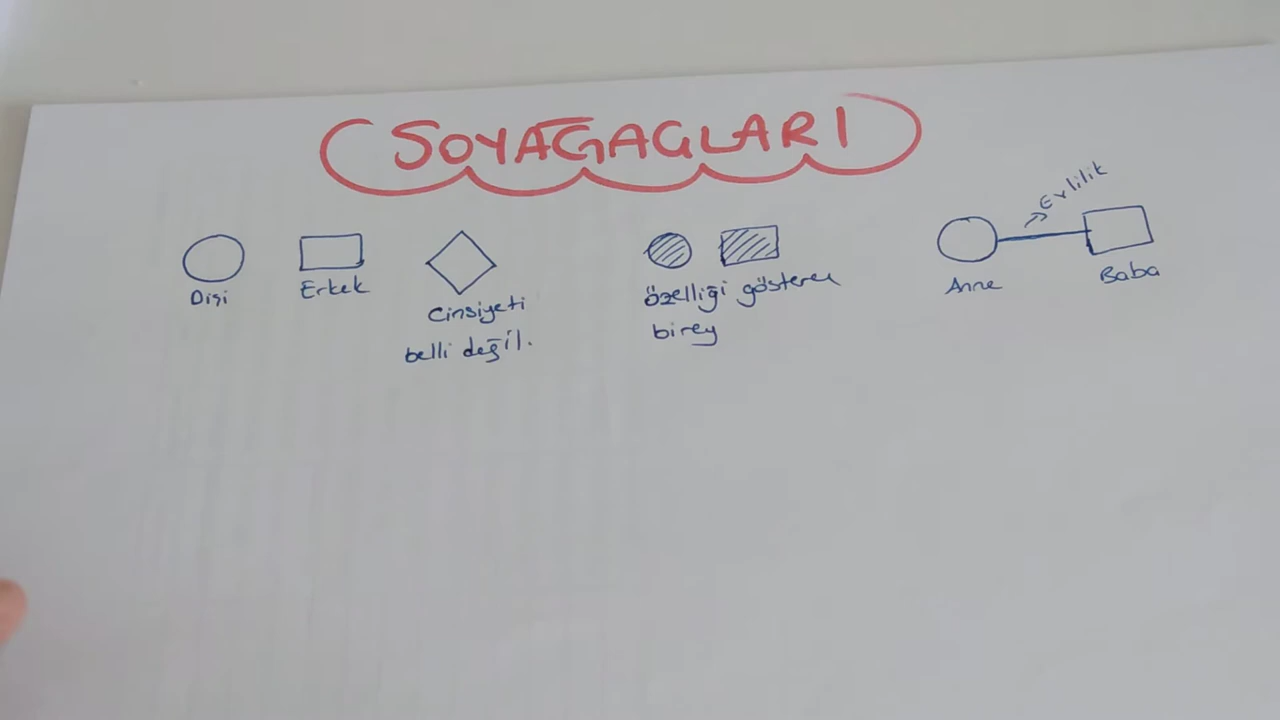 SOYAĞAÇLARI
Dişi
Erkek
Cinsiyeti
belli değil.
özelliği gösteren
birey
Evlilik
Anne
Baba